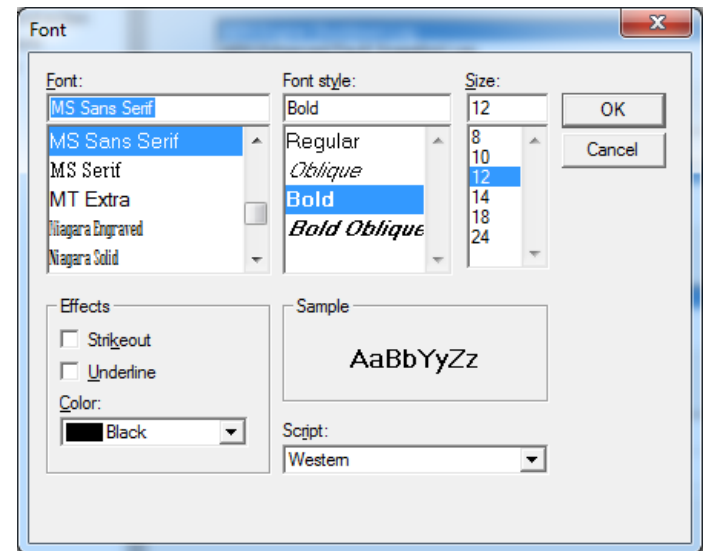 Font
Font:
MS Sans Serif
MS Sans Serif
MS Serif
MT Extra
Niagara Engraved
Niagara Solid
Font style:
Bold
Regular
Oblique
Bold
Bold Oblique
Size:
12
8
10
12
14
18
24
OK
Cancel
Effects
Strikeout
Underline
Color:
Black
Sample
AaBbYyZz
Script:
Western